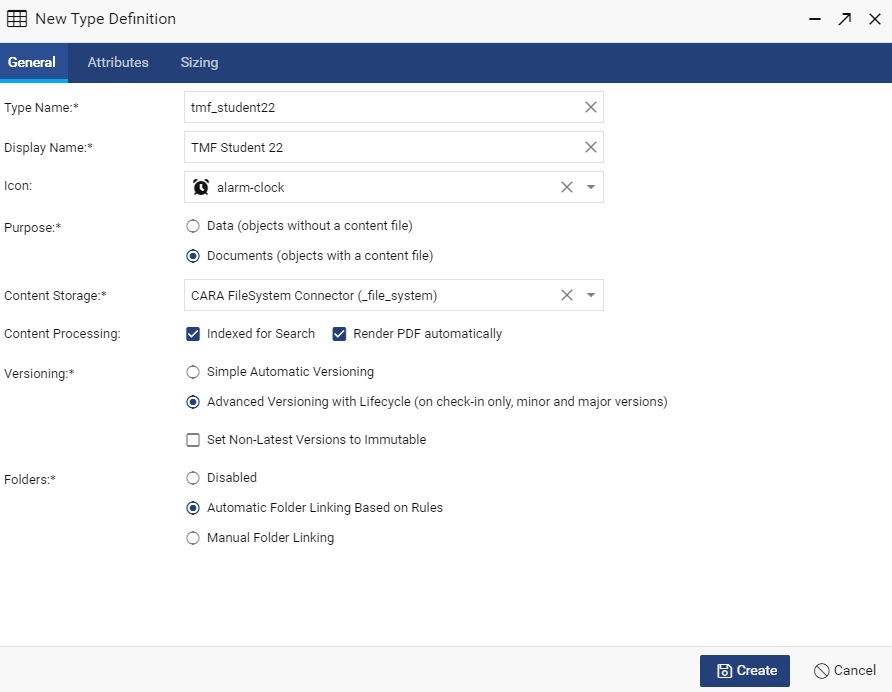 New Type Definition
General Attributes Sizing
Type Name:* tmf_student22
Display Name:* TMF Student 22
Icon: alarm-clock
Purpose:* Data (objects without a content file)
Documents (objects with a content file)
Content Storage:* CARA FileSystem Connector (_file_system)
Content Processing: Indexed for Search Render PDF automatically
Versioning:* Simple Automatic Versioning
Advanced Versioning with Lifecycle (on check-in only, minor and major versions)
Set Non-Latest Versions to Immutable
Folders:* Disabled
Automatic Folder Linking Based on Rules
Manual Folder Linking
Create Cancel